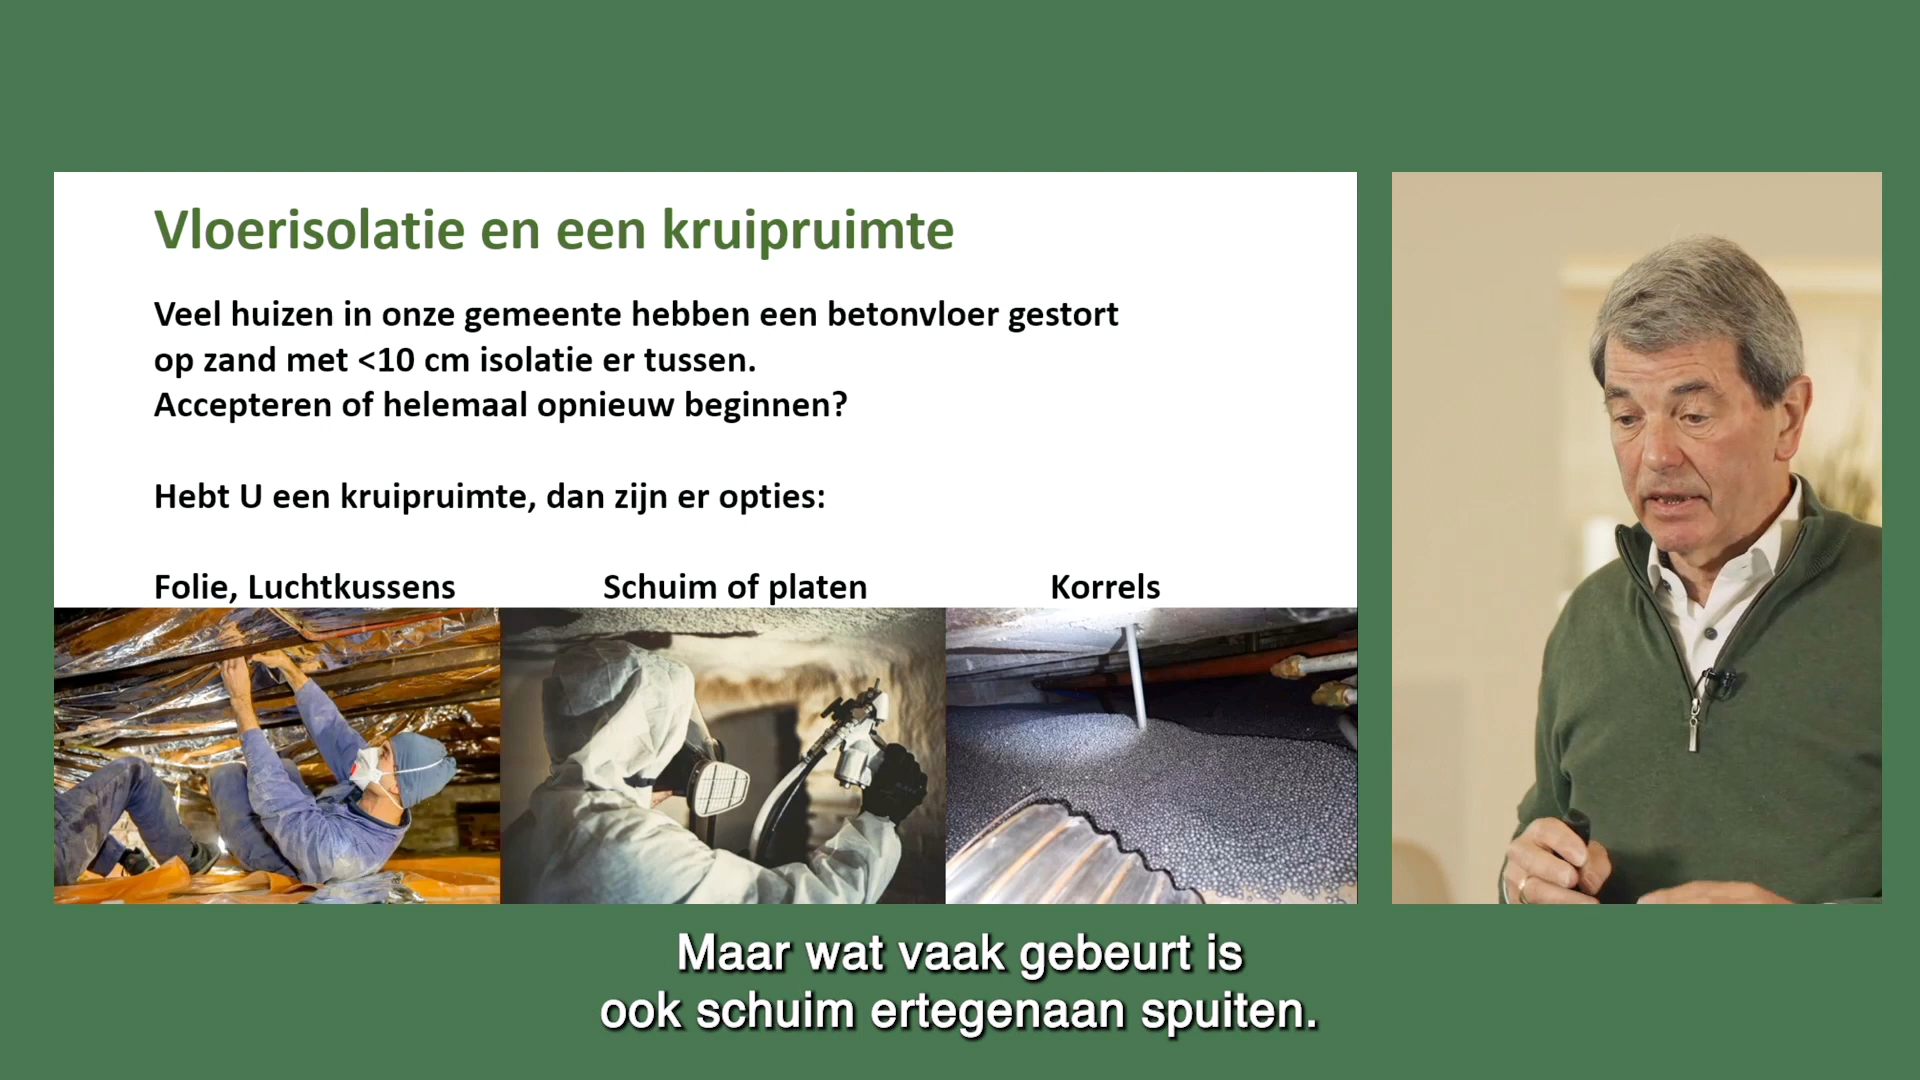 Vloerisolatie en een kruipruimte
Veel huizen in onze gemeente hebben een betonvloer gestort
op zand met <10 cm isolatie er tussen.
Accepteren of helemaal opnieuw beginnen?
Hebt U een kruipruimte, dan zijn er opties:
Folie, Luchtkussens
Schuim of platen
Korrels
Maar wat vaak gebeurt is
ook schuim ertegenaan spuiten.